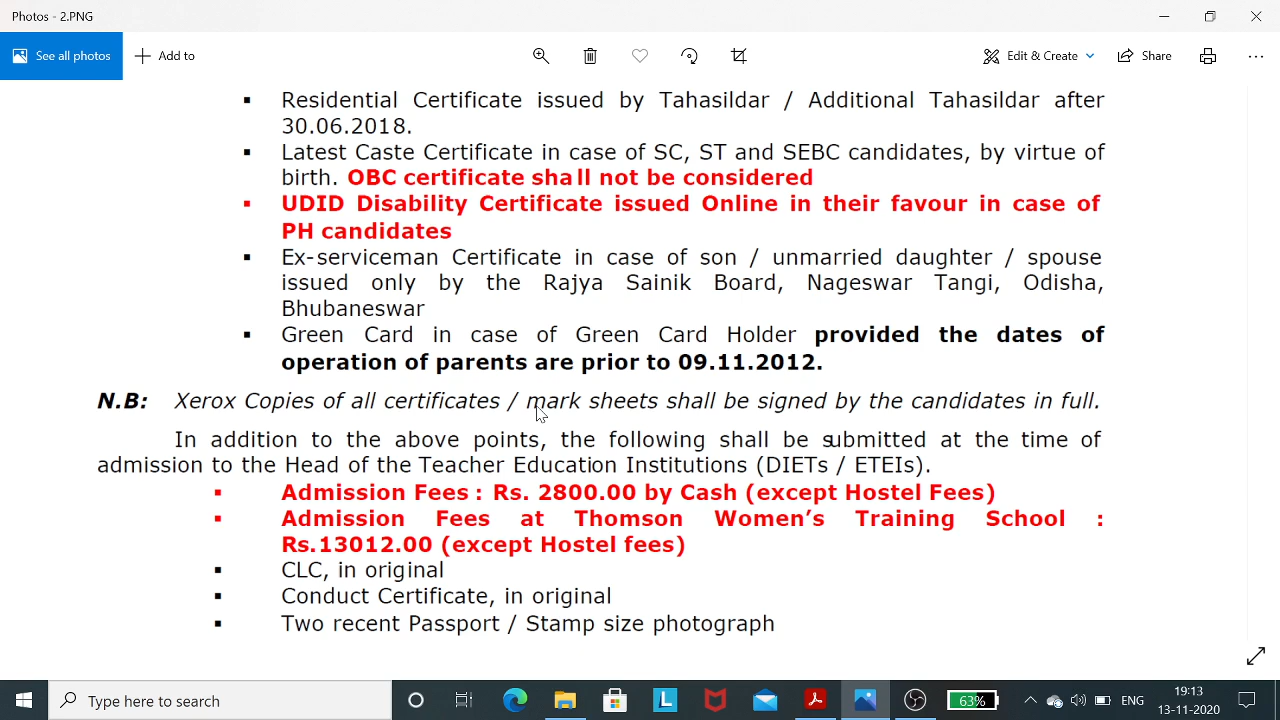 Photos - 2.PNG
See all photos
Add to
Edit & Create
Share
▪ Residential Certificate issued by Tahasildar / Additional Tahasildar after
30.06.2018.
▪ Latest Caste Certificate in case of SC, ST and SEBC candidates, by virtue of
birth. OBC certificate shall not be considered
▪ UDID Disability Certificate issued Online in their favour in case of
PH candidates
▪ Ex-serviceman Certificate in case of son / unmarried daughter / spouse
issued only by the Rajya Sainik Board, Nageswar Tangi, Odisha,
Bhubaneswar
▪ Green Card in case of Green Card Holder provided the dates of
operation of parents are prior to 09.11.2012.
N.B: Xerox Copies of all certificates / mark sheets shall be signed by the candidates in full.
In addition to the above points, the following shall be submitted at the time of
admission to the Head of the Teacher Education Institutions (DIETs / ETEIs).
▪ Admission Fees : Rs. 2800.00 by Cash (except Hostel Fees)
▪ Admission Fees at Thomson Women’s Training School :
Rs.13012.00 (except Hostel fees)
▪ CLC, in original
▪ Conduct Certificate, in original
▪ Two recent Passport / Stamp size photograph
Type here to search
L
63%
ENG
19:13
13-11-2020